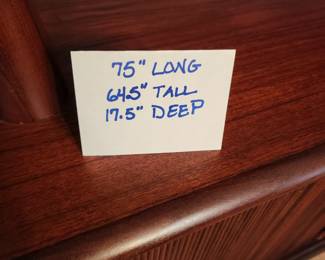 75" LONG
64.5" TALL
17.5" DEEP